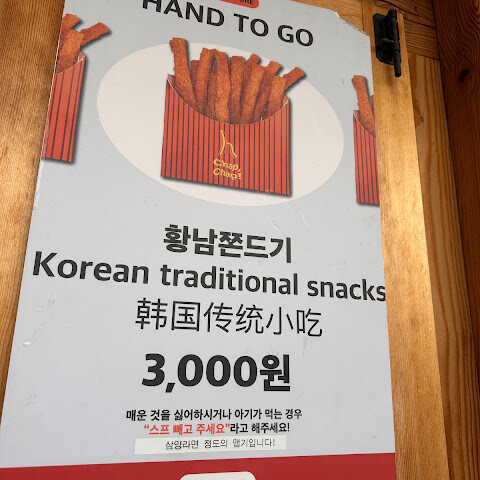 HAND TO GO
Chap,
Chap!
황남쫀드기
Korean traditional snacks
韩国传统小吃
3,000원
매운 것을 싫어하시거나 아기가 먹는 경우
“스프 빼고 주세요”라고 해주세요!
삼양라면 정도의 맵기입니다!